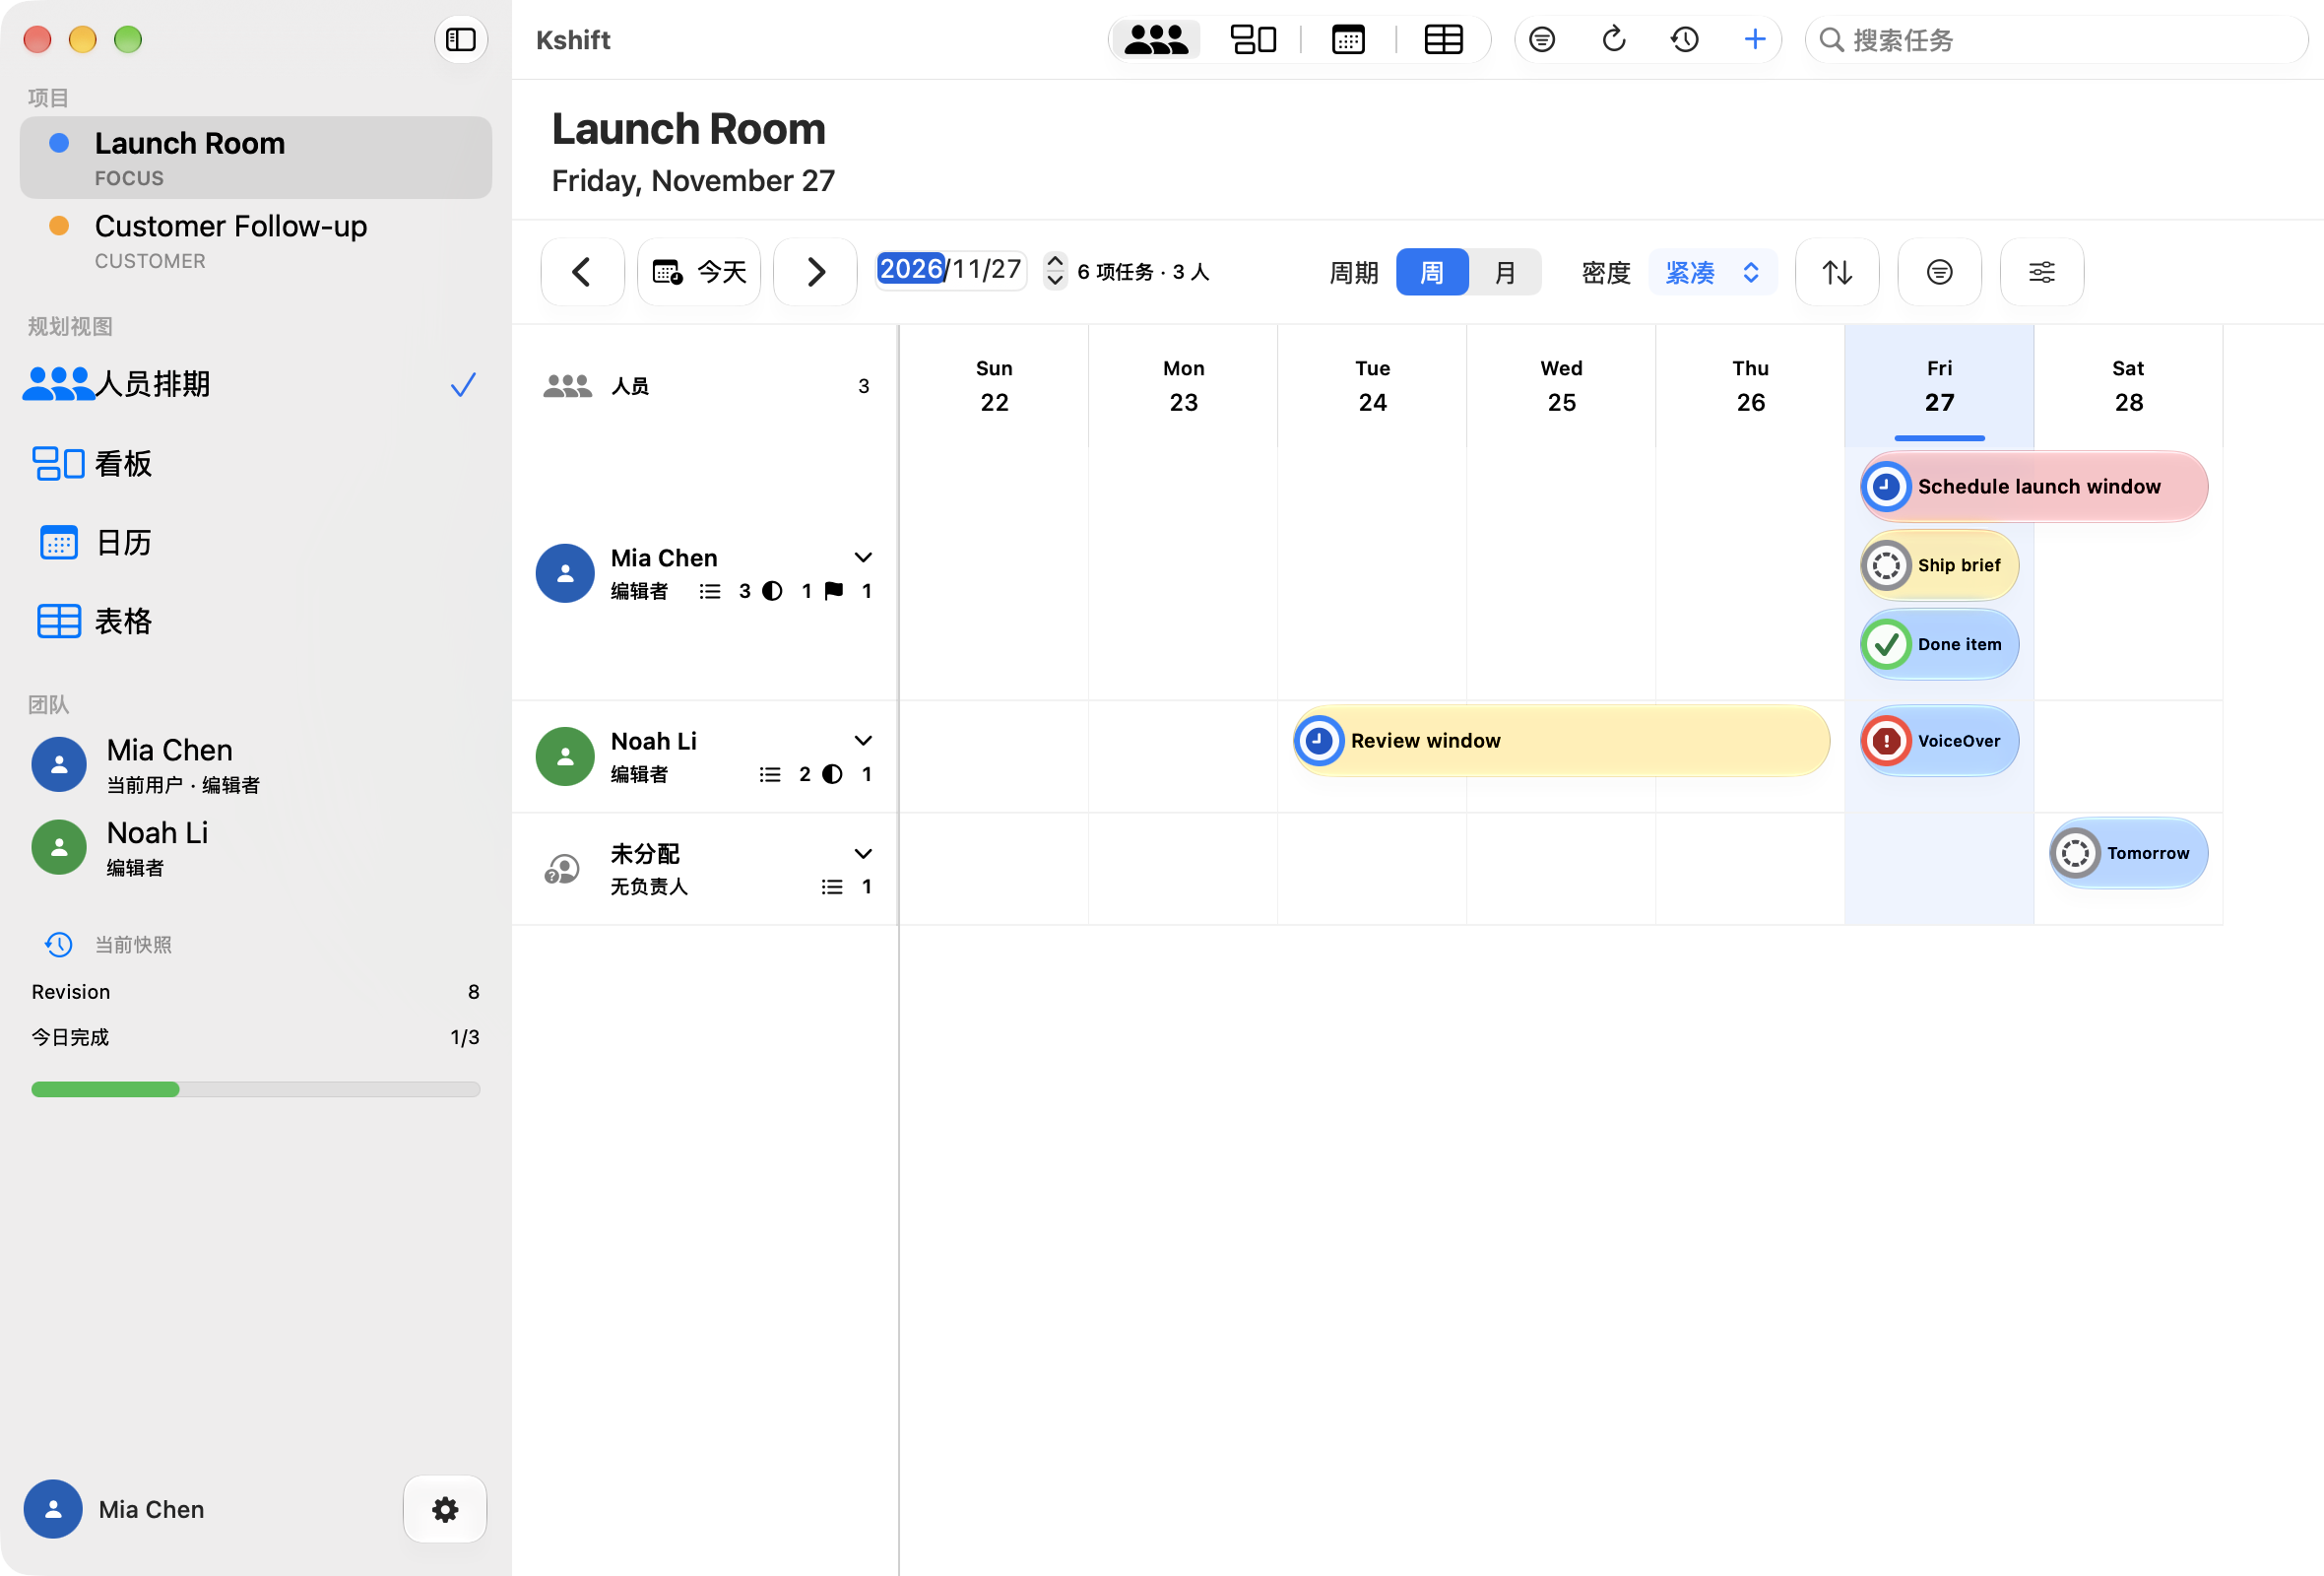 Kshift
搜索任务
项目
Launch Room
FOCUS
Customer Follow-up
CUSTOMER
规划视图
人员排期
看板
日历
表格
团队
Mia Chen
当前用户 · 编辑者
Noah Li
编辑者
当前快照
Revision 8
今日完成 1/3
Mia Chen
Launch Room
Friday, November 27
今天
2026/11/27
6 项任务 · 3 人
周期 周 月
密度 紧凑
人员 3
Sun 22
Mon 23
Tue 24
Wed 25
Thu 26
Fri 27
Sat 28
Mia Chen
编辑者 3 1 1
Schedule launch window
Ship brief
Done item
Noah Li
编辑者 2 1
Review window
VoiceOver
未分配
无负责人 1
Tomorrow